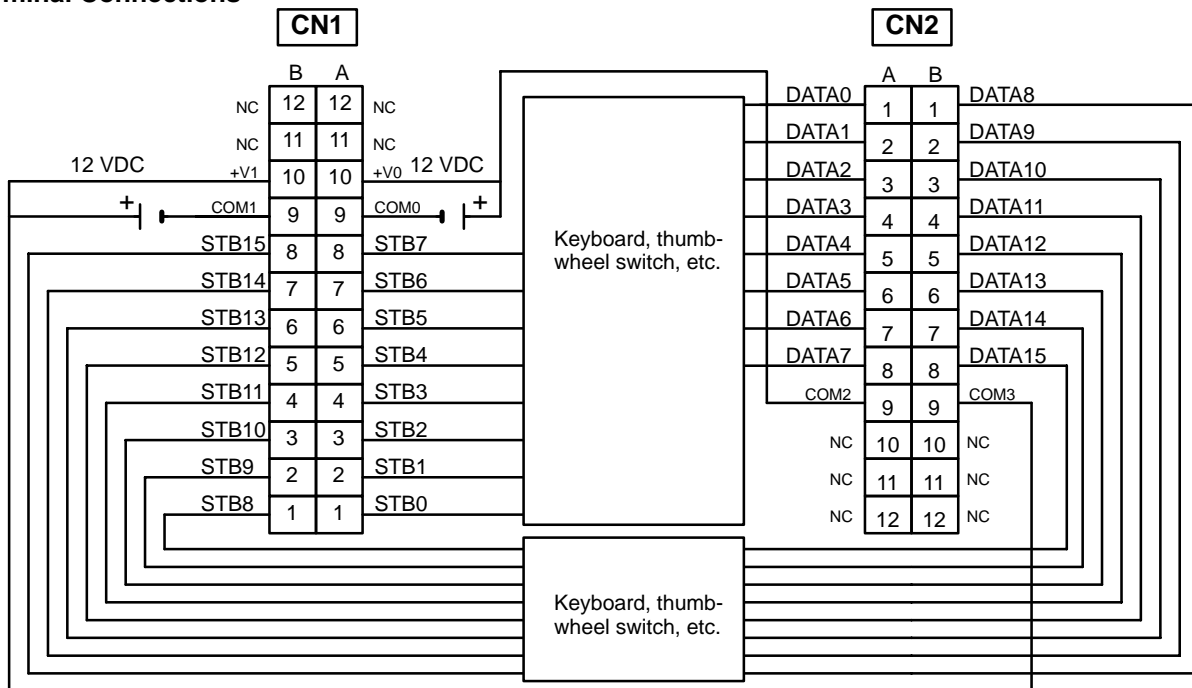 minal Connections
CN1
CN2
B A
A B
NC 12 12 NC
NC 11 11 NC
12 VDC +V1 10 10 +V0 12 VDC
+ COM1 9 9 COM0 +
STB15 8 8 STB7
STB14 7 7 STB6
STB13 6 6 STB5
STB12 5 5 STB4
STB11 4 4 STB3
STB10 3 3 STB2
STB9 2 2 STB1
STB8 1 1 STB0
Keyboard, thumb-
wheel switch, etc.
DATA0 1 1 DATA8
DATA1 2 2 DATA9
DATA2 3 3 DATA10
DATA3 4 4 DATA11
DATA4 5 5 DATA12
DATA5 6 6 DATA13
DATA6 7 7 DATA14
DATA7 8 8 DATA15
COM2 9 9 COM3
NC 10 10 NC
NC 11 11 NC
NC 12 12 NC
Keyboard, thumb-
wheel switch, etc.